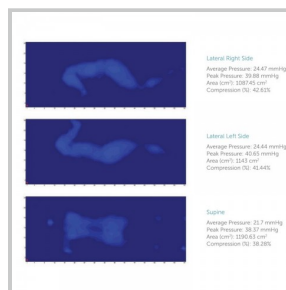 Lateral Right Side
Average Pressure: 24.47 mmHg
Peak Pressure: 39.88 mmHg
Area (cm²): 1087.45 cm²
Compression (%): 42.61%
Lateral Left Side
Average Pressure: 24.44 mmHg
Peak Pressure: 40.65 mmHg
Area (cm²): 1143 cm²
Compression (%): 41.44%
Supine
Average Pressure: 21.7 mmHg
Peak Pressure: 38.37 mmHg
Area (cm²): 1190.63 cm²
Compression (%): 38.28%